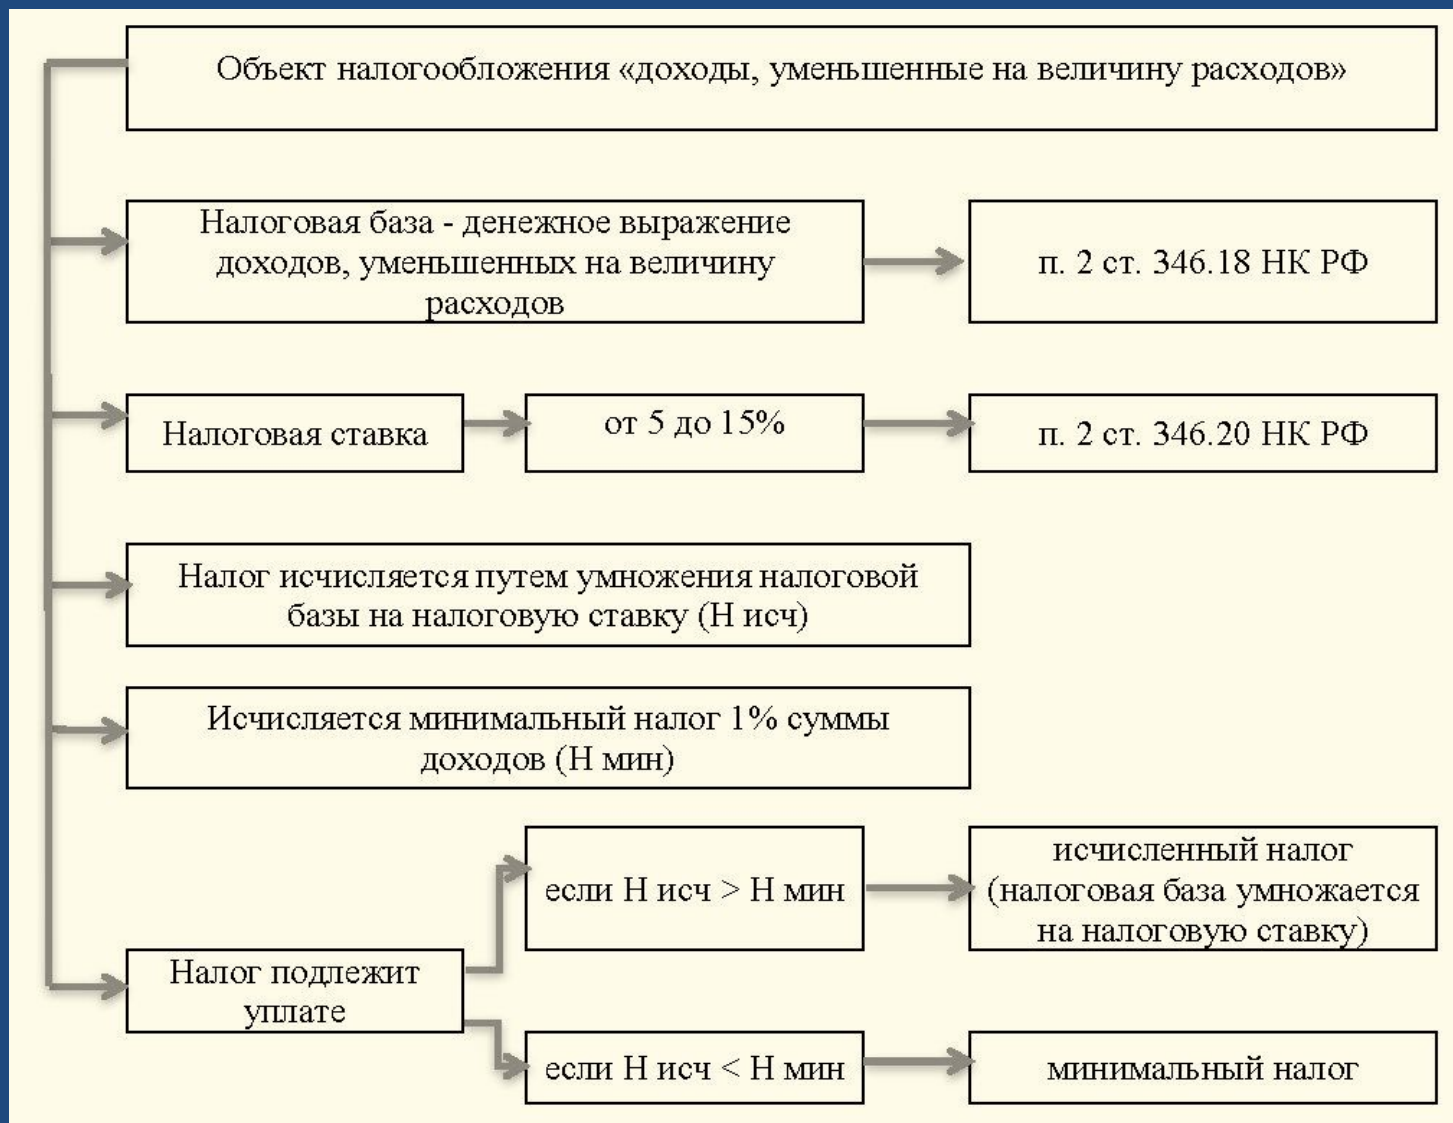 Объект налогообложения «доходы, уменьшенные на величину расходов»
Налоговая база - денежное выражение
доходов, уменьшенных на величину
расходов
п. 2 ст. 346.18 НК РФ
Налоговая ставка
от 5 до 15%
п. 2 ст. 346.20 НК РФ
Налог исчисляется путем умножения налоговой
базы на налоговую ставку (Н исч)
Исчисляется минимальный налог 1% суммы
доходов (Н мин)
Налог подлежит
уплате
если Н исч > Н мин
исчисленный налог
(налоговая база умножается
на налоговую ставку)
если Н исч < Н мин
минимальный налог